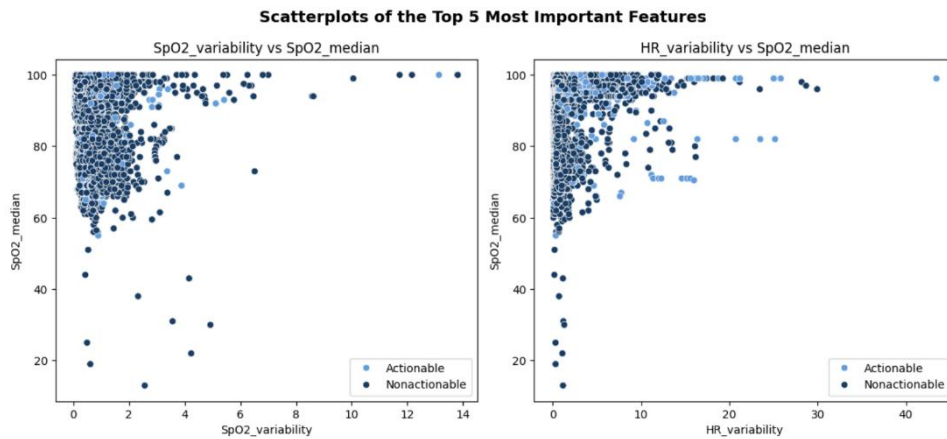 Scatterplots of the Top 5 Most Important Features
SpO2_variability vs SpO2_median
100
80
60
40
20
SpO2_median
0
2
4
6
8
10
12
14
SpO2_variability
Actionable
Nonactionable
HR_variability vs SpO2_median
100
80
60
40
20
SpO2_median
0
10
20
30
40
HR_variability
Actionable
Nonactionable